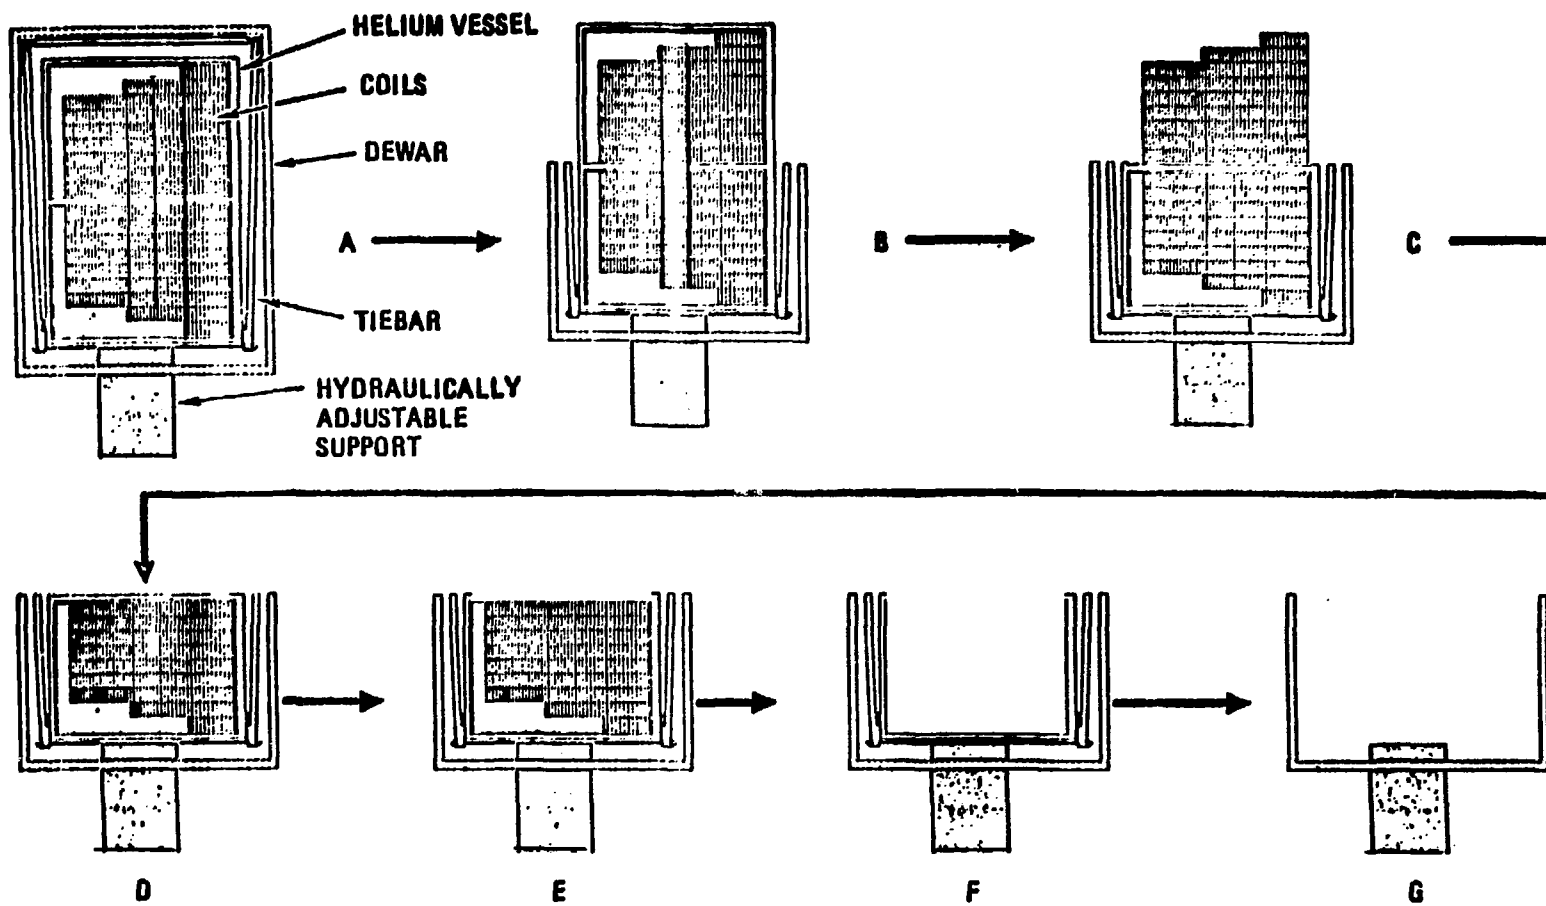 HELIUM VESSEL
COILS
DEWAR
TIEBAR
HYDRAULICALLY
ADJUSTABLE
SUPPORT
A
B
C
D
E
F
G